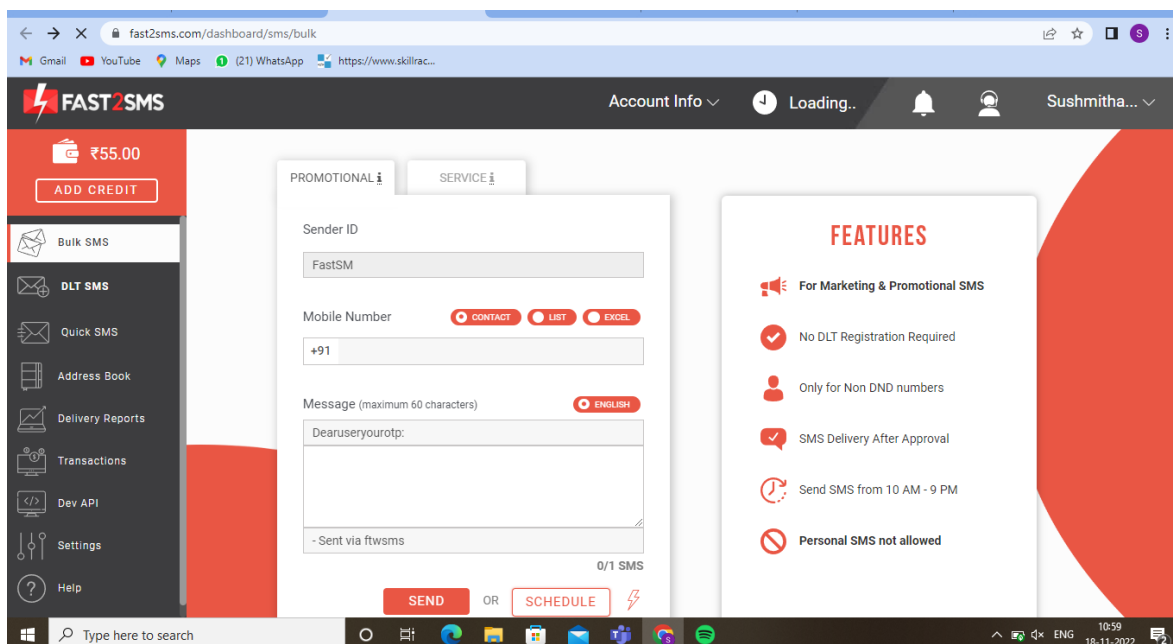 fast2sms.com/dashboard/sms/bulk
S
Gmail YouTube Maps (21) WhatsApp https://www.skillrac...
FAST2SMS
Account Info
Loading..
Sushmitha...
₹55.00
ADD CREDIT
Bulk SMS
DLT SMS
Quick SMS
Address Book
Delivery Reports
Transactions
Dev API
Settings
Help
PROMOTIONAL i
SERVICE i
Sender ID
FastSM
Mobile Number
CONTACT LIST EXCEL
+91
Message (maximum 60 characters)
ENGLISH
Dearuseryourotp:
- Sent via ftwsms
0/1 SMS
SEND OR SCHEDULE
FEATURES
For Marketing & Promotional SMS
No DLT Registration Required
Only for Non DND numbers
SMS Delivery After Approval
Send SMS from 10 AM - 9 PM
Personal SMS not allowed
Type here to search
ENG
10:59
18-11-2022